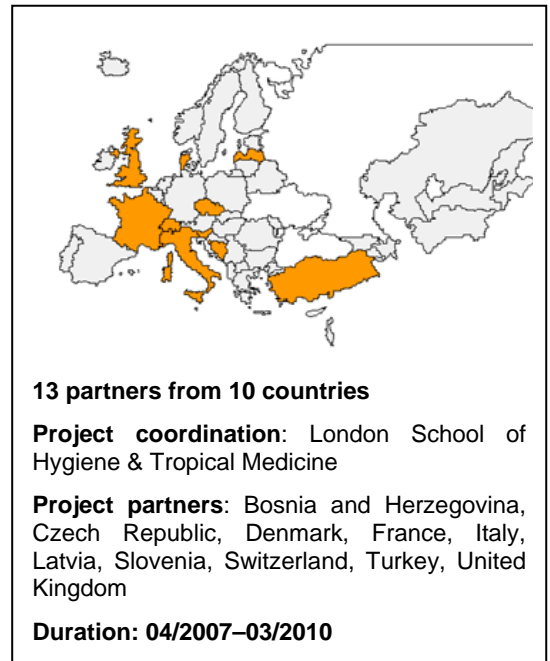 13 partners from 10 countries
Project coordination: London School of
Hygiene & Tropical Medicine
Project partners: Bosnia and Herzegovina,
Czech Republic, Denmark, France, Italy,
Latvia, Slovenia, Switzerland, Turkey, United
Kingdom
Duration: 04/2007–03/2010